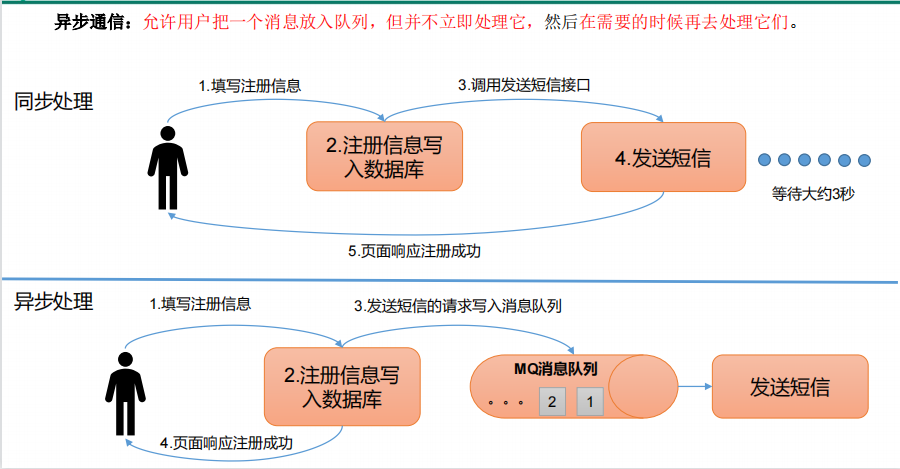 异步通信：允许用户把一个消息放入队列，但并不立即处理它，然后在需要的时候再去处理它们。
同步处理
1.填写注册信息
3.调用发送短信接口
2.注册信息写
入数据库
4.发送短信
等待大约3秒
5.页面响应注册成功
异步处理
1.填写注册信息
3.发送短信的请求写入消息队列
2.注册信息写
入数据库
MQ消息队列
。。。 2 1
发送短信
4.页面响应注册成功